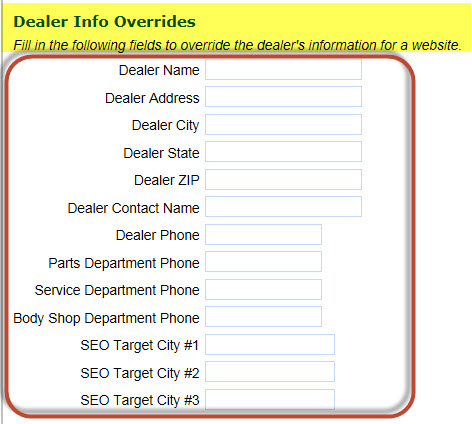 Dealer Info Overrides
Fill in the following fields to override the dealer's information for a website.
Dealer Name
Dealer Address
Dealer City
Dealer State
Dealer ZIP
Dealer Contact Name
Dealer Phone
Parts Department Phone
Service Department Phone
Body Shop Department Phone
SEO Target City #1
SEO Target City #2
SEO Target City #3